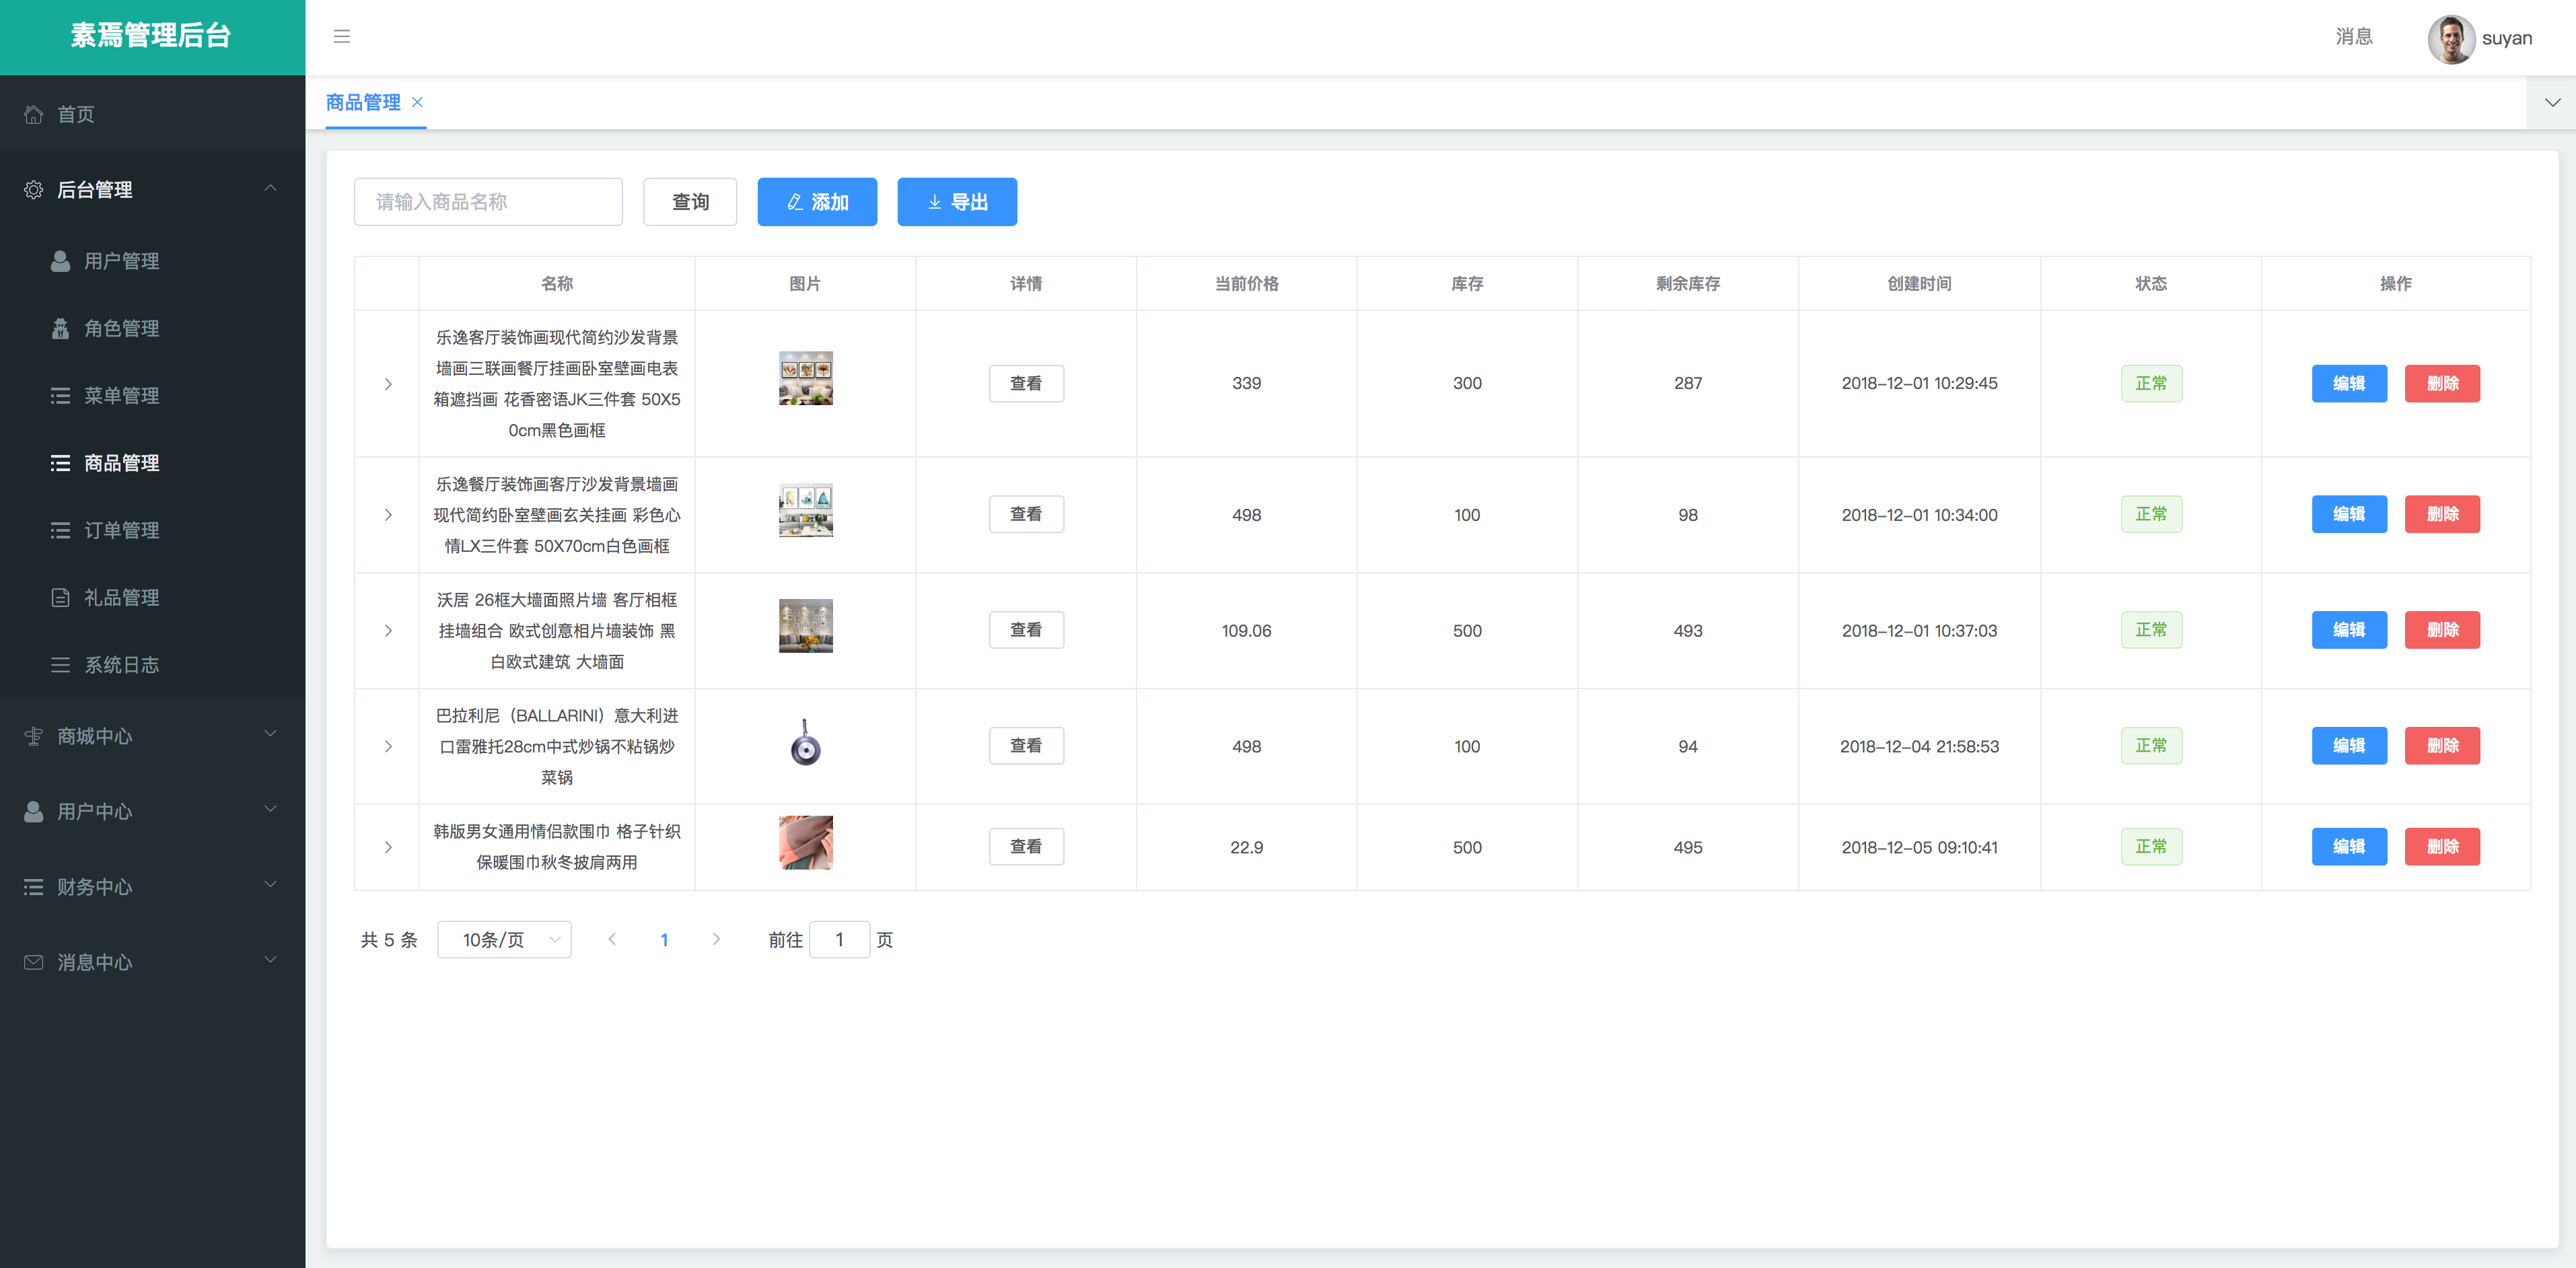 素焉管理后台
消息
suyan
首页
后台管理
用户管理
角色管理
菜单管理
商品管理
订单管理
礼品管理
系统日志
商城中心
用户中心
财务中心
消息中心
商品管理
请输入商品名称
查询
添加
导出
名称 图片 详情 当前价格 库存 剩余库存 创建时间 状态 操作
乐逸客厅装饰画现代简约沙发背景
墙画三联画餐厅挂画卧室壁画电表
箱遮挡画 花香密语JK三件套 50X5
0cm黑色画框
查看 339 300 287 2018-12-01 10:29:45 正常 编辑 删除
乐逸餐厅装饰画客厅沙发背景墙画
现代简约卧室壁画玄关挂画 彩色心
情LX三件套 50X70cm白色画框
查看 498 100 98 2018-12-01 10:34:00 正常 编辑 删除
沃居 26框大墙面照片墙 客厅相框
挂墙组合 欧式创意相片墙装饰 黑
白欧式建筑 大墙面
查看 109.06 500 493 2018-12-01 10:37:03 正常 编辑 删除
巴拉利尼（BALLARINI）意大利进
口雷雅托28cm中式炒锅不粘锅炒
菜锅
查看 498 100 94 2018-12-04 21:58:53 正常 编辑 删除
韩版男女通用情侣款围巾 格子针织
保暖围巾秋冬披肩两用
查看 22.9 500 495 2018-12-05 09:10:41 正常 编辑 删除
共 5 条 10条/页 1 前往 1 页